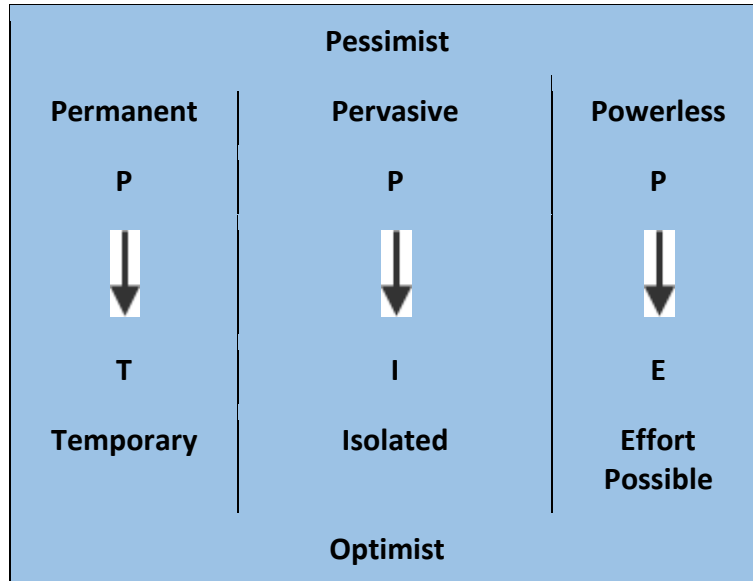 Pessimist
Permanent Pervasive Powerless
P P P
T I E
Temporary Isolated Effort
Possible
Optimist